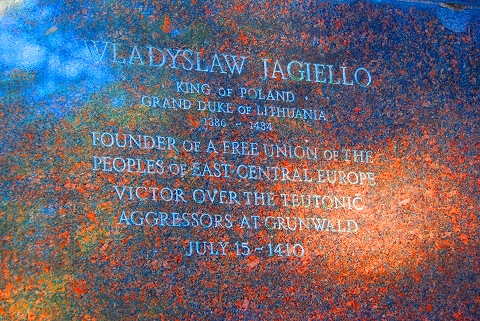 WLADYSLAW JAGIELLO
KING OF POLAND
GRAND DUKE OF LITHUANIA
1386 - 1434
FOUNDER OF A FREE UNION OF THE
PEOPLES OF EAST CENTRAL EUROPE
VICTOR OVER THE TEUTONIC
AGGRESSORS AT GRUNWALD
JULY 15~1410